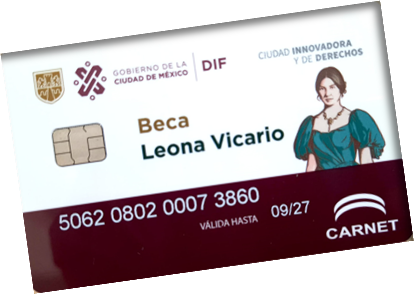 GOBIERNO DE LA
CIUDAD DE MÉXICO
DIF
CIUDAD INNOVADORA
Y DE DERECHOS
Beca
Leona Vicario
5062 0802 0007 3860
VÁLIDA HASTA 09/27
CARNET